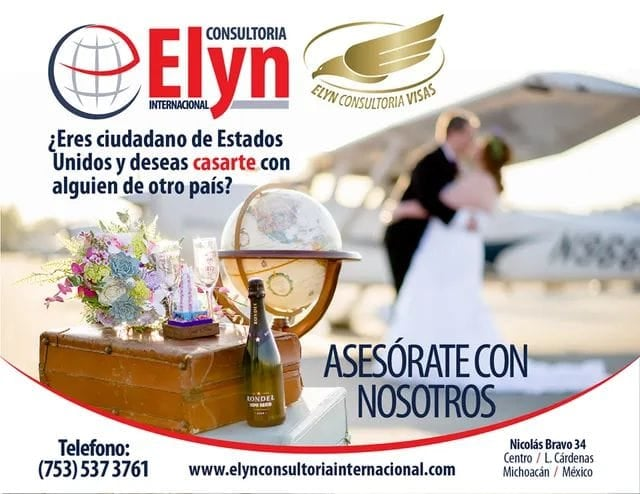 CONSULTORIA
Elyn
INTERNACIONAL
ELYN CONSULTORIA VISAS
¿Eres ciudadano de Estados
Unidos y deseas casarte con
alguien de otro país?
RONDEL
ASESÓRATE CON
NOSOTROS
Telefono:
(753) 537 3761
www.elynconsultoriainternacional.com
Nicolás Bravo 34
Centro / L. Cárdenas
Michoacán / México